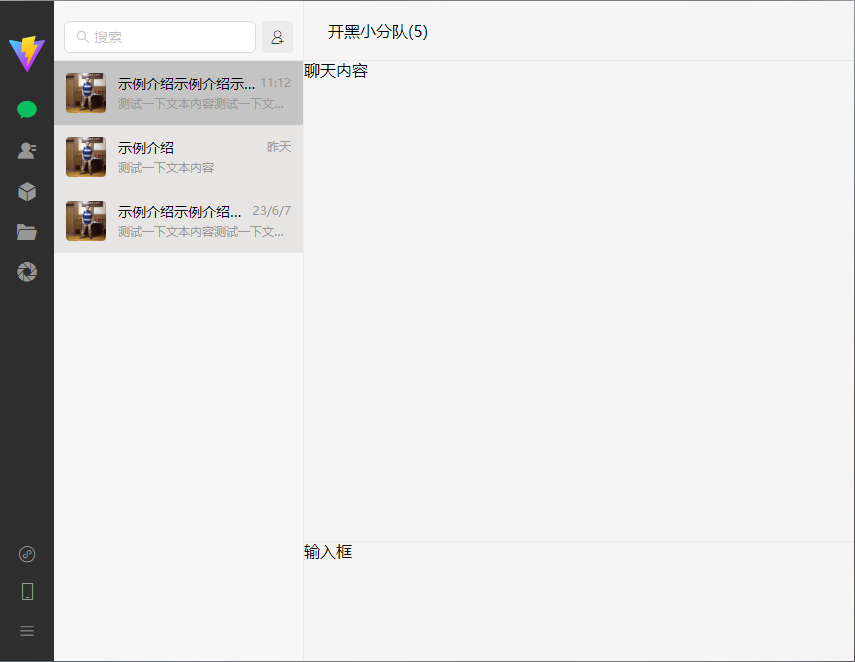 搜索
开黑小分队(5)
示例介绍示例介绍示... 11:12
测试一下文本内容测试一下文...
示例介绍 昨天
测试一下文本内容
示例介绍示例介绍... 23/6/7
测试一下文本内容测试一下文...
聊天内容
输入框